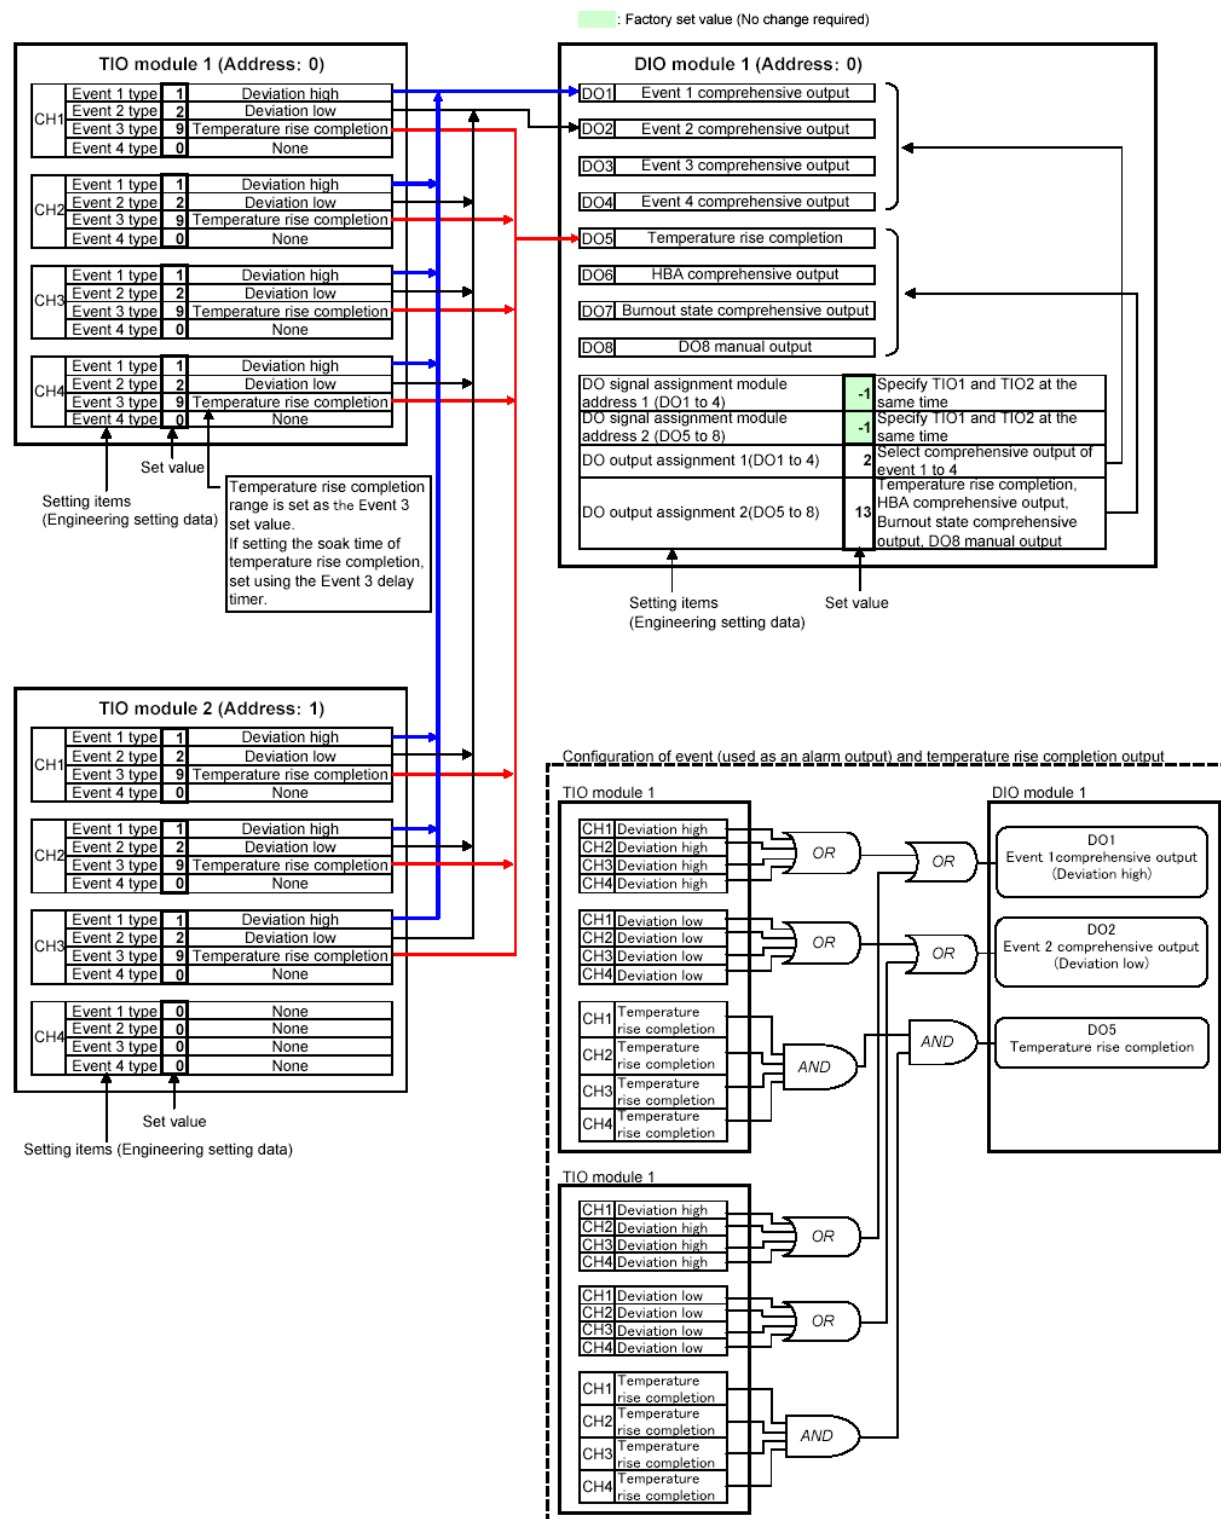 : Factory set value (No change required)
TIO module 1 (Address: 0)
CH1
Event 1 type 1 Deviation high
Event 2 type 2 Deviation low
Event 3 type 9 Temperature rise completion
Event 4 type 0 None
CH2
Event 1 type 1 Deviation high
Event 2 type 2 Deviation low
Event 3 type 9 Temperature rise completion
Event 4 type 0 None
CH3
Event 1 type 1 Deviation high
Event 2 type 2 Deviation low
Event 3 type 9 Temperature rise completion
Event 4 type 0 None
CH4
Event 1 type 1 Deviation high
Event 2 type 2 Deviation low
Event 3 type 9 Temperature rise completion
Event 4 type 0 None
Set value
Setting items
(Engineering setting data)
Temperature rise completion
range is set as the Event 3
set value.
If setting the soak time of
temperature rise completion,
set using the Event 3 delay
timer.
DIO module 1 (Address: 0)
DO1 Event 1 comprehensive output
DO2 Event 2 comprehensive output
DO3 Event 3 comprehensive output
DO4 Event 4 comprehensive output
DO5 Temperature rise completion
DO6 HBA comprehensive output
DO7 Burnout state comprehensive output
DO8 DO8 manual output
DO signal assignment module
address 1 (DO1 to 4)
-1
Specify TIO1 and TIO2 at the
same time
DO signal assignment module
address 2 (DO5 to 8)
-1
Specify TIO1 and TIO2 at the
same time
DO output assignment 1(DO1 to 4)
2
Select comprehensive output of
event 1 to 4
DO output assignment 2(DO5 to 8)
13
Temperature rise completion,
HBA comprehensive output,
Burnout state comprehensive
output, DO8 manual output
Setting items
(Engineering setting data)
Set value
TIO module 2 (Address: 1)
CH1
Event 1 type 1 Deviation high
Event 2 type 2 Deviation low
Event 3 type 9 Temperature rise completion
Event 4 type 0 None
CH2
Event 1 type 1 Deviation high
Event 2 type 2 Deviation low
Event 3 type 9 Temperature rise completion
Event 4 type 0 None
CH3
Event 1 type 1 Deviation high
Event 2 type 2 Deviation low
Event 3 type 9 Temperature rise completion
Event 4 type 0 None
CH4
Event 1 type 0 None
Event 2 type 0 None
Event 3 type 0 None
Event 4 type 0 None
Set value
Setting items (Engineering setting data)
Configuration of event (used as an alarm output) and temperature rise completion output
TIO module 1
CH1 Deviation high
CH2 Deviation high
CH3 Deviation high
CH4 Deviation high
OR
OR
CH1 Deviation low
CH2 Deviation low
CH3 Deviation low
CH4 Deviation low
OR
OR
CH1 Temperature
rise completion
CH2 Temperature
rise completion
CH3 Temperature
rise completion
CH4 Temperature
rise completion
AND
AND
DIO module 1
DO1
Event 1comprehensive output
(Deviation high)
DO2
Event 2 comprehensive output
(Deviation low)
DO5
Temperature rise completion
TIO module 1
CH1 Deviation high
CH2 Deviation high
CH3 Deviation high
CH4 Deviation high
OR
CH1 Deviation low
CH2 Deviation low
CH3 Deviation low
CH4 Deviation low
OR
CH1 Temperature
rise completion
CH2 Temperature
rise completion
CH3 Temperature
rise completion
CH4 Temperature
rise completion
AND